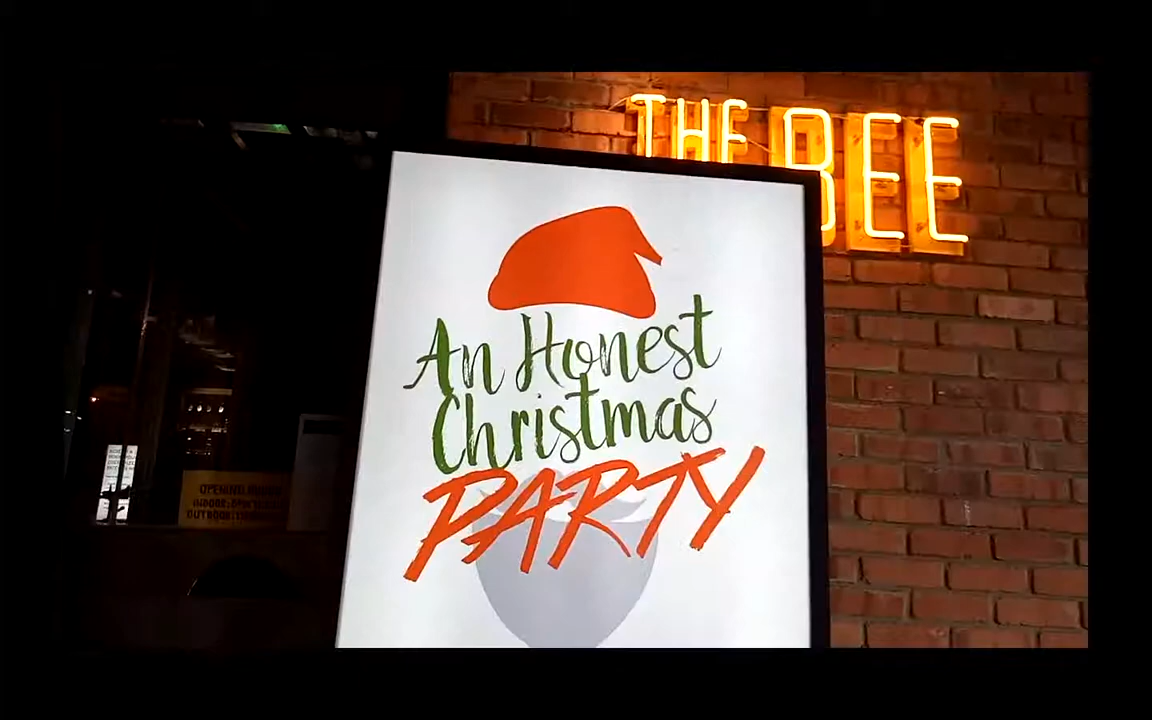 THE BEE
An Honest
Christmas
PARTY
OPENING HOURS